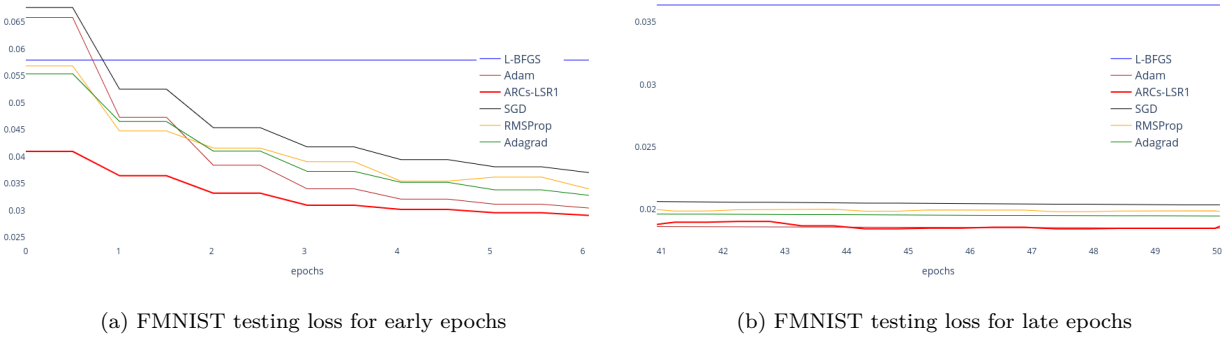 0.065
0.06
0.055
0.05
0.045
0.04
0.035
0.03
0.025
0 1 2 3 4 5 6
epochs
L-BFGS
Adam
ARCs-LSR1
SGD
RMSProp
Adagrad
(a) FMNIST testing loss for early epochs
0.035
0.03
0.025
0.02
41 42 43 44 45 46 47 48 49 50
epochs
L-BFGS
Adam
ARCs-LSR1
SGD
RMSProp
Adagrad
(b) FMNIST testing loss for late epochs